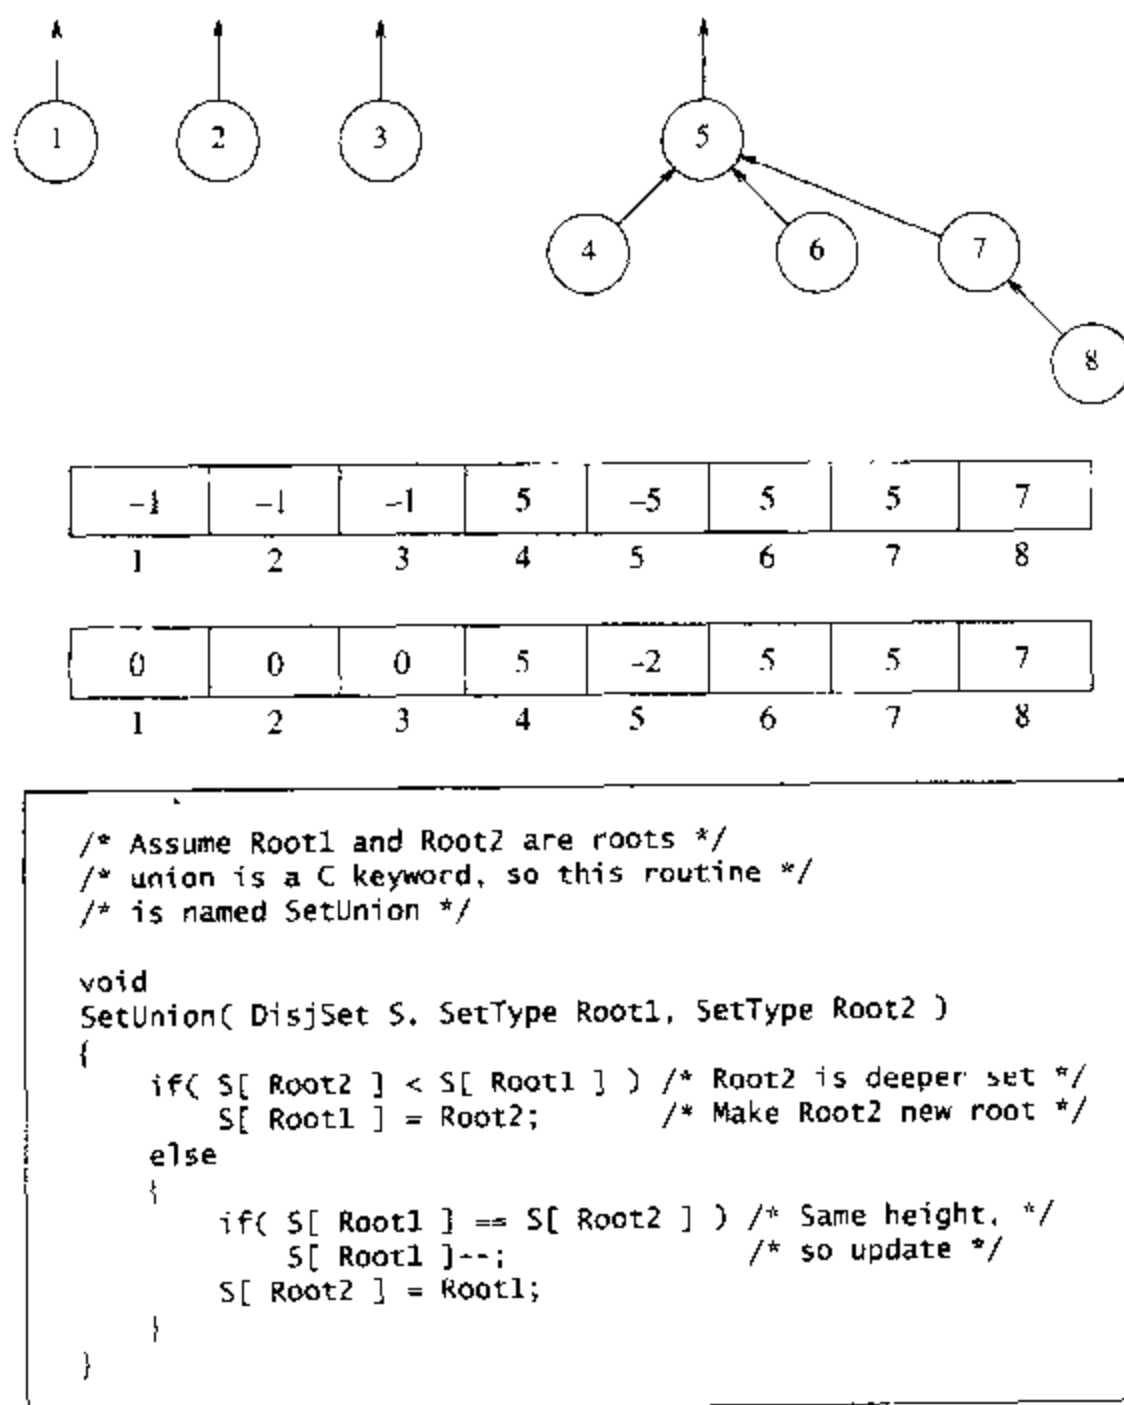 1 2 3 5
4 6 7
8
–1 –1 –1 5 –5 5 5 7
1 2 3 4 5 6 7 8
0 0 0 5 -2 5 5 7
1 2 3 4 5 6 7 8
/* Assume Root1 and Root2 are roots */
/* union is a C keyword, so this routine */
/* is named SetUnion */
void
SetUnion( DisjSet S, SetType Root1, SetType Root2 )
{
if( S[ Root2 ] < S[ Root1 ] ) /* Root2 is deeper set */
S[ Root1 ] = Root2; /* Make Root2 new root */
else
{
if( S[ Root1 ] == S[ Root2 ] ) /* Same height, */
S[ Root1 ]--; /* so update */
S[ Root2 ] = Root1;
}
}